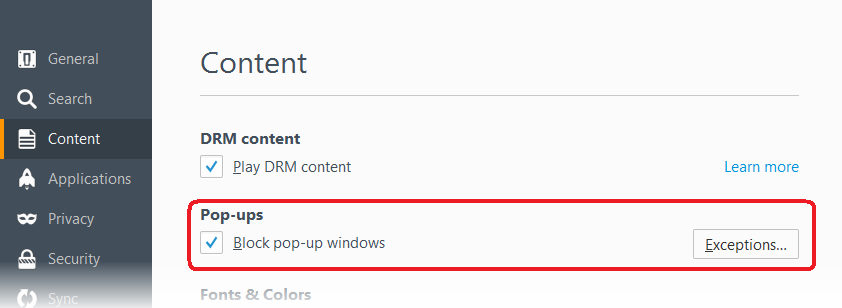 General
Search
Content
Applications
Privacy
Security
Sync
Content
DRM content
Play DRM content
Learn more
Pop-ups
Block pop-up windows
Exceptions...
Fonts & Colors